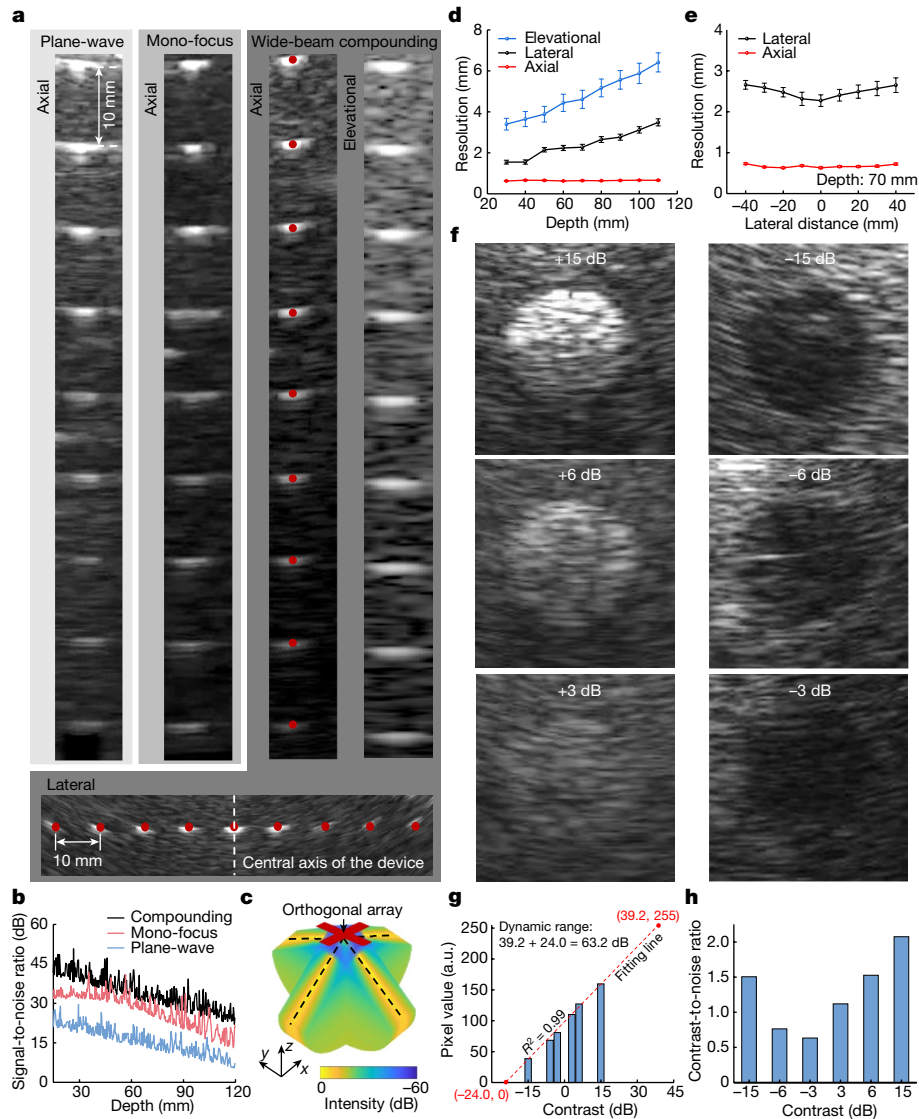 a
Plane-wave
Mono-focus
Wide-beam compounding
Axial
10 mm
Axial
Axial
Elevational
Lateral
10 mm
Central axis of the device
b
Signal-to-noise ratio (dB)
60
45
30
15
0
Compounding
Mono-focus
Plane-wave
30 60 90 120
Depth (mm)
c
Orthogonal array
z
y
x
0 −60
Intensity (dB)
d
Resolution (mm)
8
6
4
2
0
Elevational
Lateral
Axial
20 40 60 80 100 120
Depth (mm)
e
Resolution (mm)
4
3
2
1
0
Lateral
Axial
Depth: 70 mm
−40 −20 0 20 40
Lateral distance (mm)
f
+15 dB
−15 dB
+6 dB
−6 dB
+3 dB
−3 dB
g
Pixel value (a.u.)
250
200
150
100
50
0
Dynamic range:
39.2 + 24.0 = 63.2 dB
(39.2, 255)
Fitting line
R² = 0.99
(−24.0, 0)
−15 0 15 30 45
Contrast (dB)
h
Contrast-to-noise ratio
2.0
1.5
1.0
0.5
0
−15 −6 −3 3 6 15
Contrast (dB)